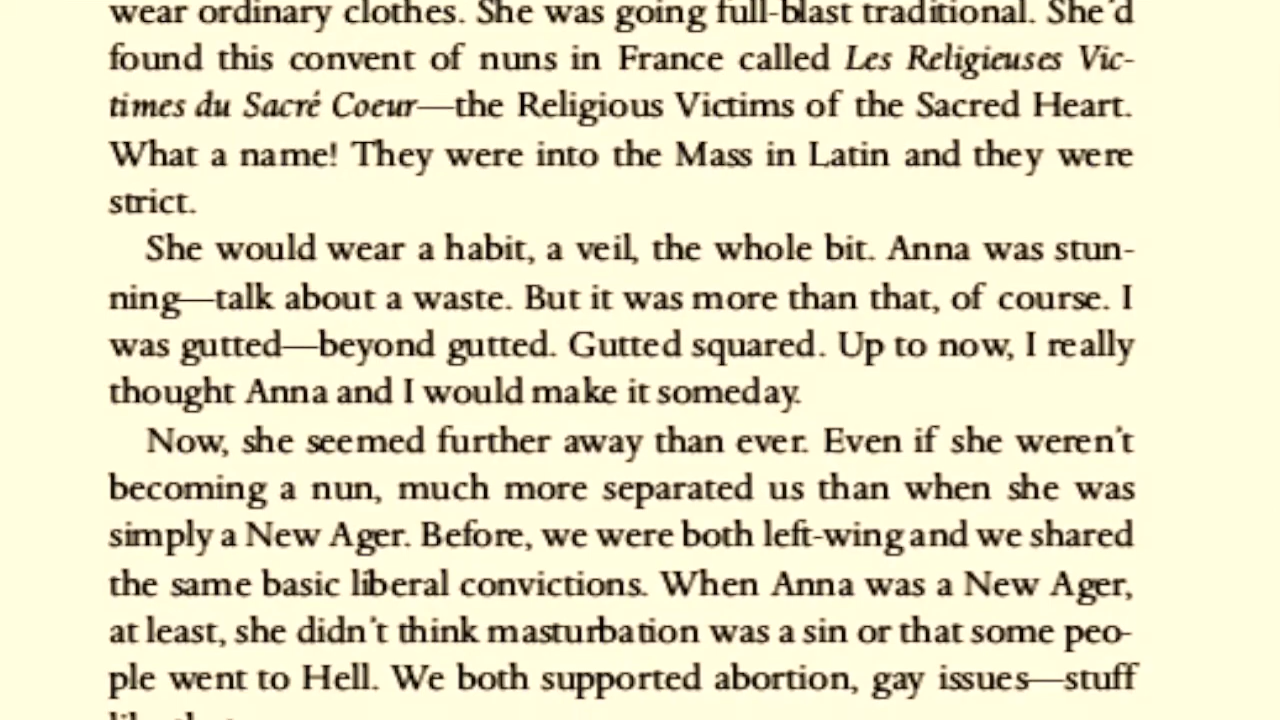 wear ordinary clothes. She was going full-blast traditional. She'd
found this convent of nuns in France called Les Religieuses Vic-
times du Sacré Coeur—the Religious Victims of the Sacred Heart.
What a name! They were into the Mass in Latin and they were
strict.
She would wear a habit, a veil, the whole bit. Anna was stun-
ning—talk about a waste. But it was more than that, of course. I
was gutted—beyond gutted. Gutted squared. Up to now, I really
thought Anna and I would make it someday.
Now, she seemed further away than ever. Even if she weren't
becoming a nun, much more separated us than when she was
simply a New Ager. Before, we were both left-wing and we shared
the same basic liberal convictions. When Anna was a New Ager,
at least, she didn't think masturbation was a sin or that some peo-
ple went to Hell. We both supported abortion, gay issues—stuff
like that